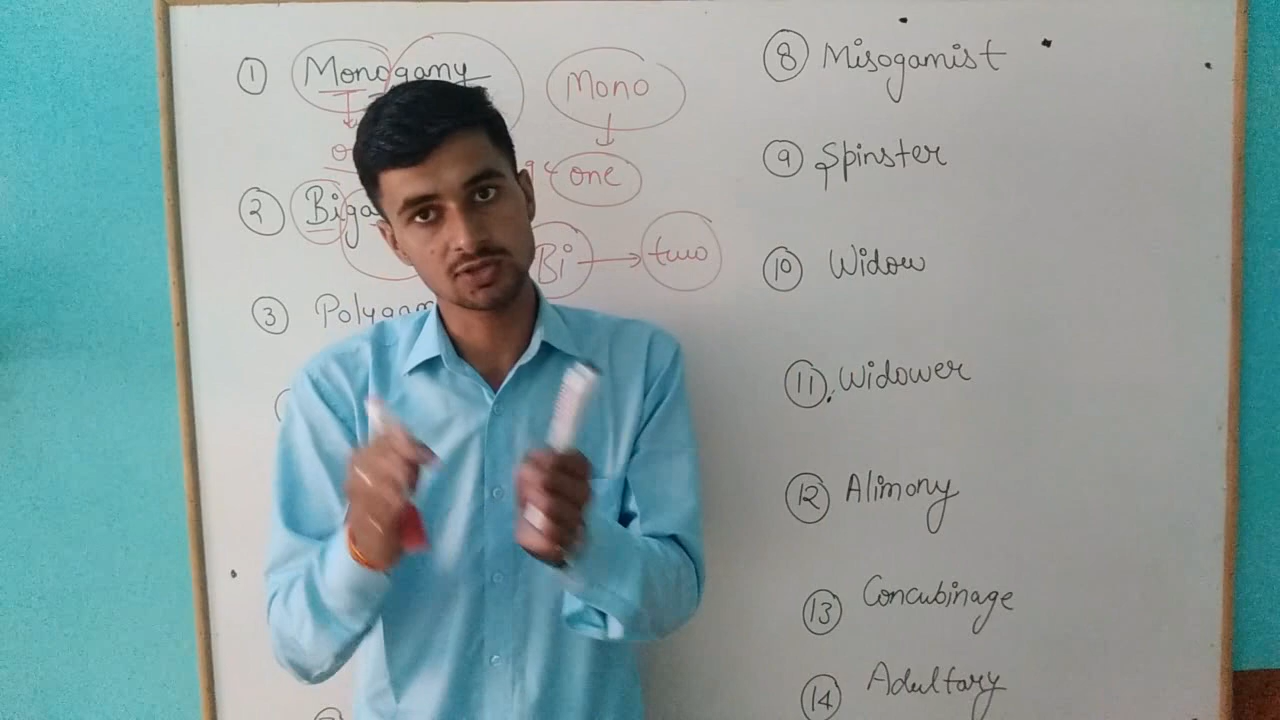 ① Monogamy
Mono
one
② Biga
Bi → two
③ Polygam
⑧ Misogamist
⑨ Spinster
⑩ Widow
⑪. Widower
⑫ Alimony
⑬ Concubinage
⑭ Adultary